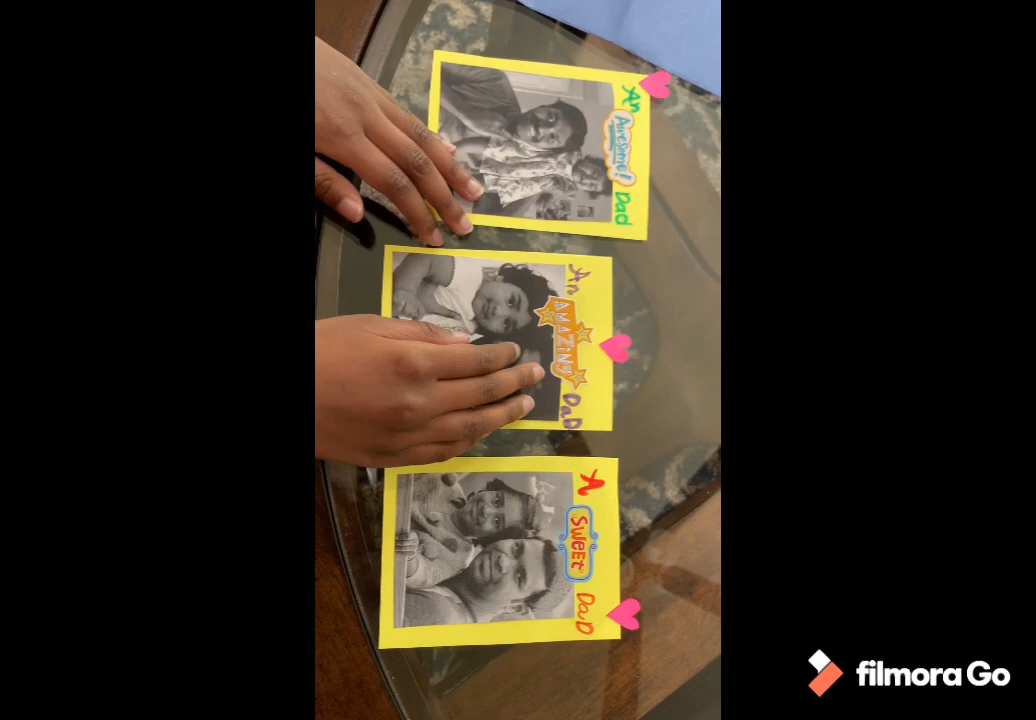 An
Awesome!
Dad
An
AMAZING
DaD
A
SWEEt
DaD
filmora Go